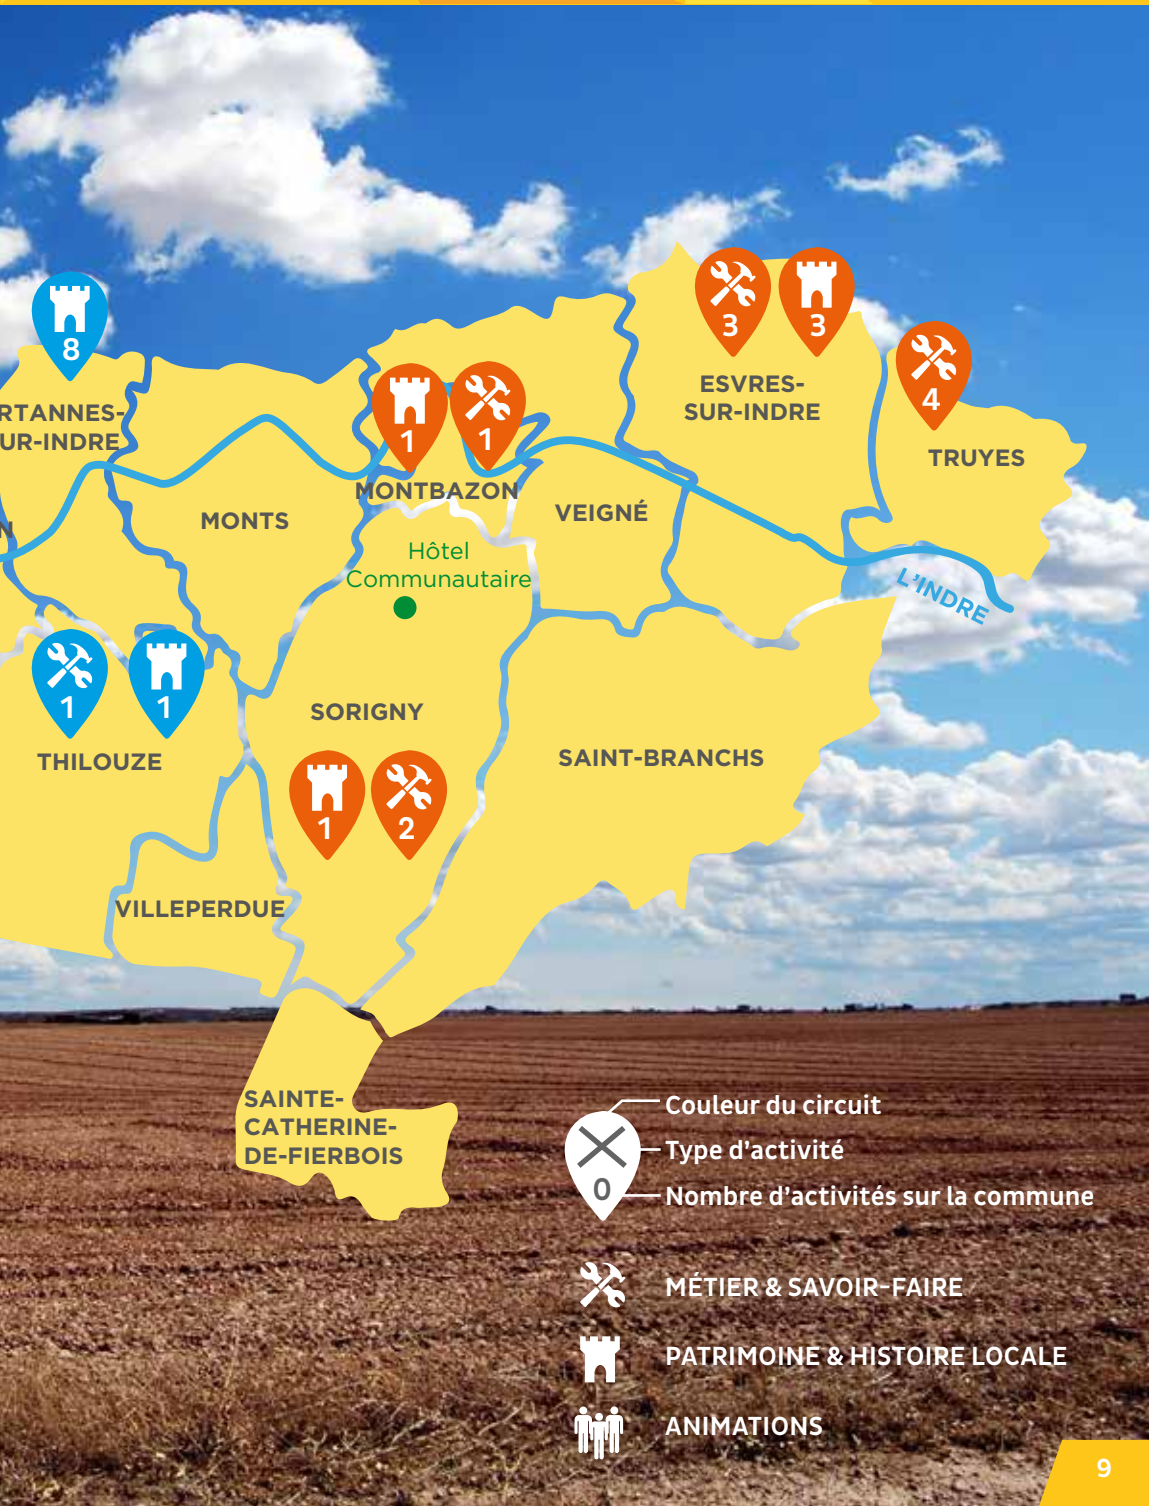 8
3
3
4
ESVRES-
SUR-INDRE
RTANNES-
UR-INDRE
1
1
TRUYES
MONTBAZON
MONTS
VEIGNÉ
N
Hôtel
Communautaire
L'INDRE
1
1
SORIGNY
THILOUZE
SAINT-BRANCHS
1
2
VILLEPERDUE
SAINTE-
CATHERINE-
DE-FIERBOIS
Couleur du circuit
Type d'activité
0
Nombre d'activités sur la commune
MÉTIER & SAVOIR-FAIRE
PATRIMOINE & HISTOIRE LOCALE
ANIMATIONS
9